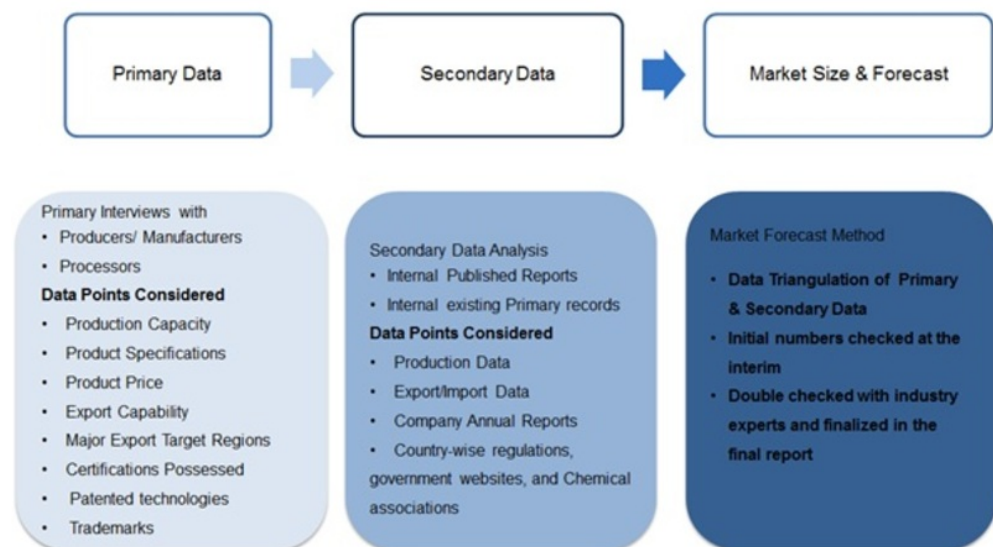 Primary Data
Secondary Data
Market Size & Forecast
Primary Interviews with
• Producers/ Manufacturers
• Processors
Data Points Considered
• Production Capacity
• Product Specifications
• Product Price
• Export Capability
• Major Export Target Regions
• Certifications Possessed
• Patented technologies
• Trademarks
Secondary Data Analysis
• Internal Published Reports
• Internal existing Primary records
Data Points Considered
• Production Data
• Export/Import Data
• Company Annual Reports
• Country-wise regulations,
government websites, and Chemical
associations
Market Forecast Method
• Data Triangulation of Primary
& Secondary Data
• Initial numbers checked at the
interim
• Double checked with industry
experts and finalized in the
final report